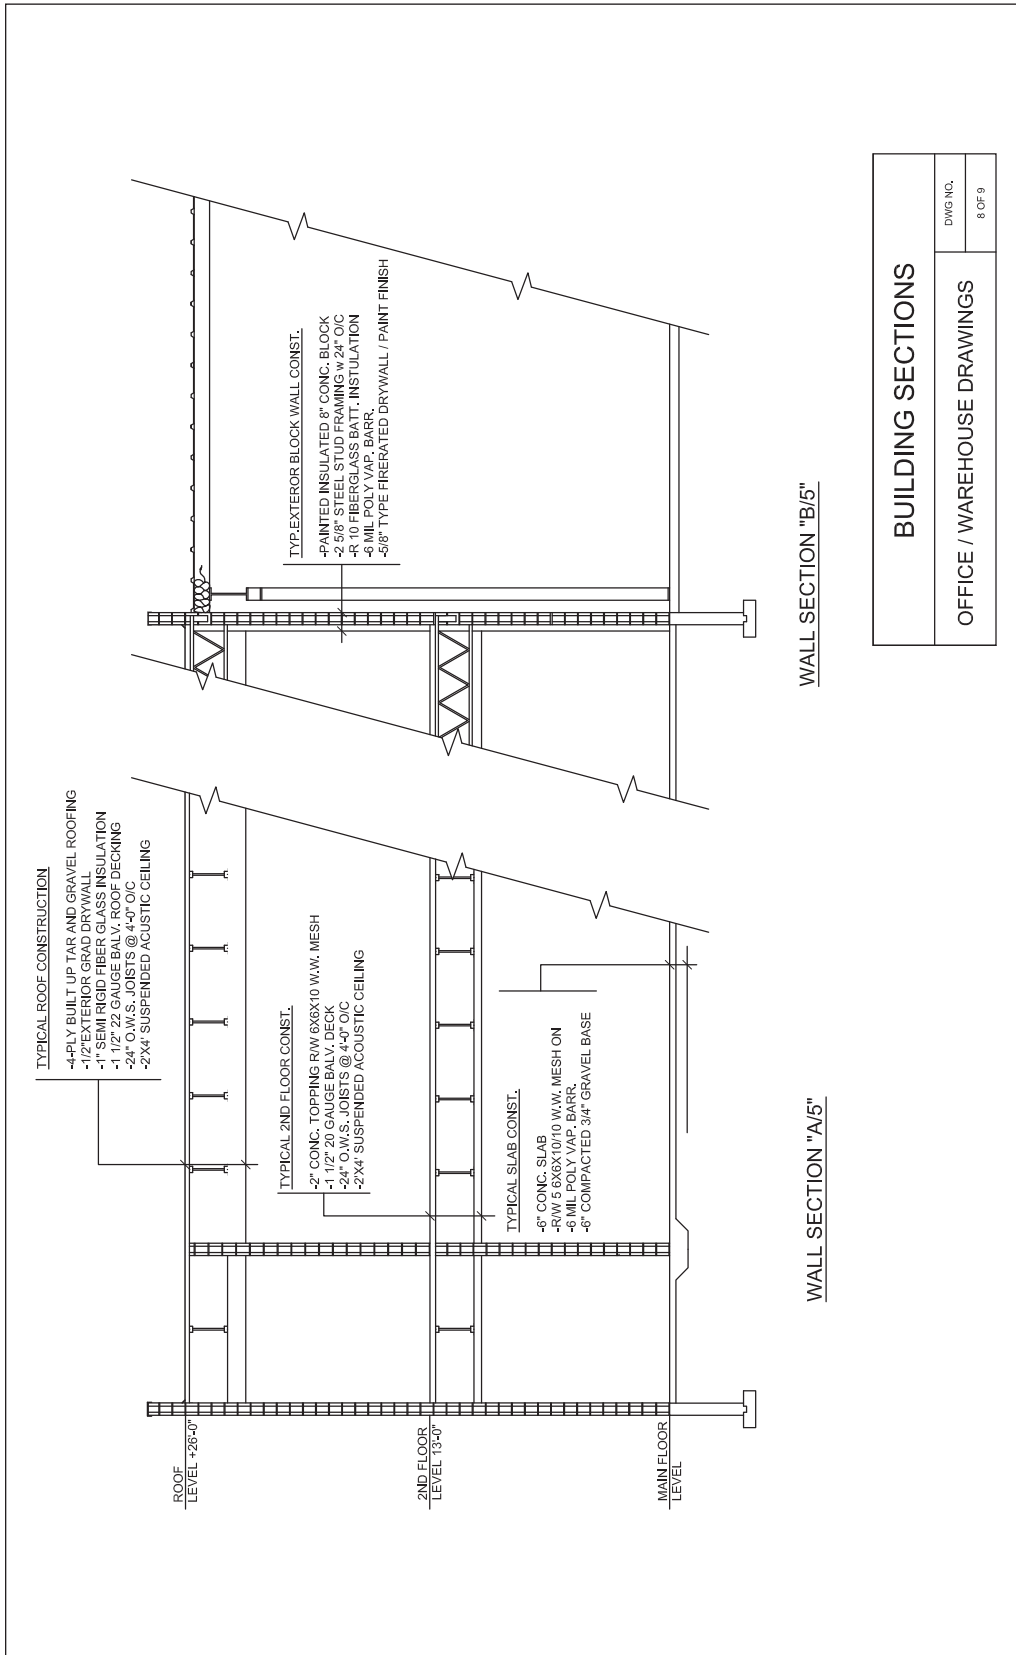 TYPICAL ROOF CONSTRUCTION
-4-PLY BUILT UP TAR AND GRAVEL ROOFING
-1/2"EXTERIOR GRAD DRYWALL
-1" SEMI RIGID FIBER GLASS INSULATION
-1 1/2" 22 GAUGE BALV. ROOF DECKING
-24" O.W.S. JOISTS @ 4'-0" O/C
-2'X4' SUSPENDED ACUSTIC CEILING
ROOF
LEVEL +26'-0"
TYPICAL 2ND FLOOR CONST.
-2" CONC. TOPPING R/W 6X6X10 W.W. MESH
-1 1/2" 20 GAUGE BALV. DECK
-24" O.W.S. JOISTS @ 4'-0" O/C
-2'X4' SUSPENDED ACOUSTIC CEILING
TYP.EXTERIOR BLOCK WALL CONST.
-PAINTED INSULATED 8" CONC. BLOCK
-2 5/8" STEEL STUD FRAMING w 24" O/C
-R 10 FIBERGLASS BATT. INSTULATION
-6 MIL POLY VAP. BARR.
-5/8" TYPE FIRERATED DRYWALL / PAINT FINISH
2ND FLOOR
LEVEL 13'-0"
TYPICAL SLAB CONST.
-6" CONC. SLAB
-R/W 5 6X6X10/10 W.W. MESH ON
-6 MIL POLY VAP. BARR.
-6" COMPACTED 3/4" GRAVEL BASE
MAIN FLOOR
LEVEL
WALL SECTION "A/5"
WALL SECTION "B/5"
BUILDING SECTIONS
OFFICE / WAREHOUSE DRAWINGS
DWG NO.
8 OF 9